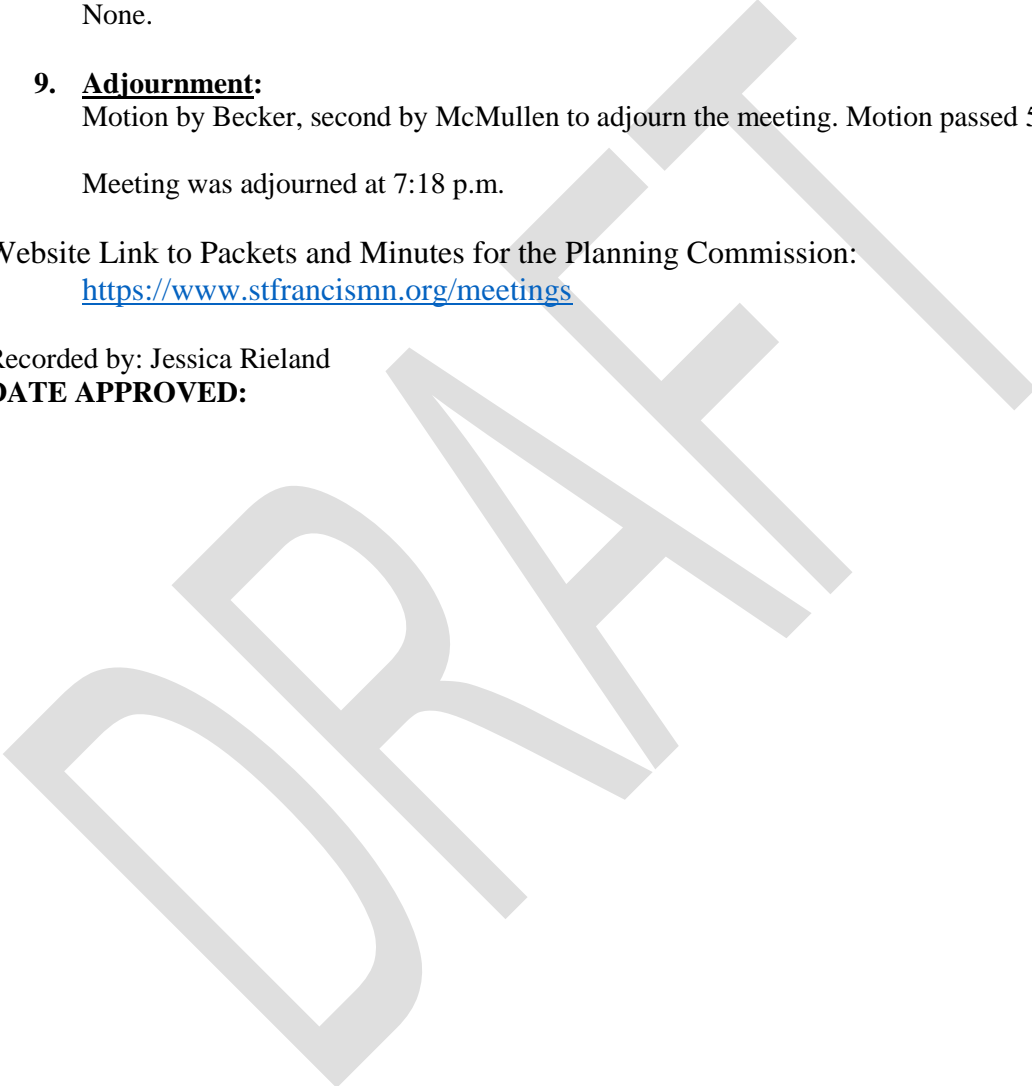 None.
9. Adjournment:
Motion by Becker, second by McMullen to adjourn the meeting. Motion passed 5
Meeting was adjourned at 7:18 p.m.
Website Link to Packets and Minutes for the Planning Commission:
https://www.stfrancismn.org/meetings
Recorded by: Jessica Rieland
DATE APPROVED:
DRAFT